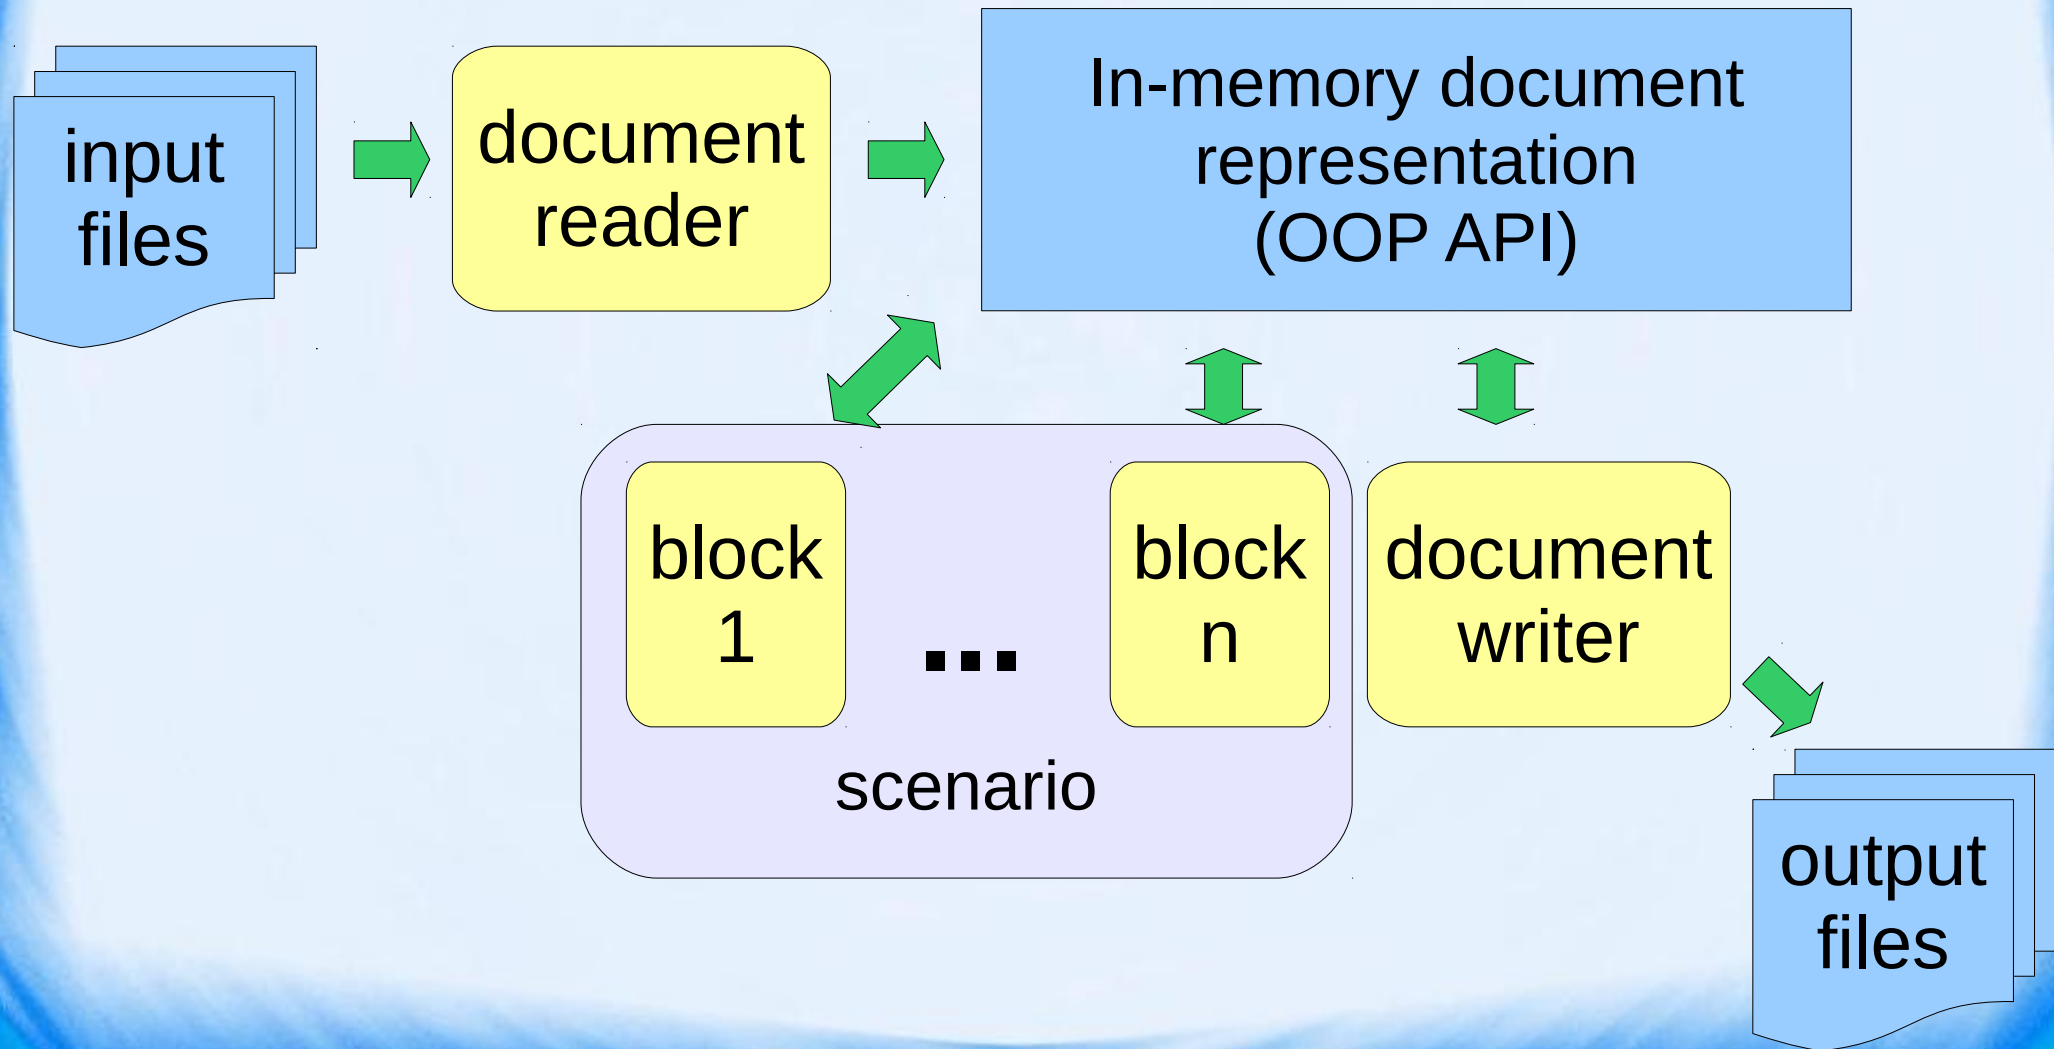 input
files
document
reader
In-memory document
representation
(OOP API)
block
1
...
block
n
document
writer
scenario
output
files